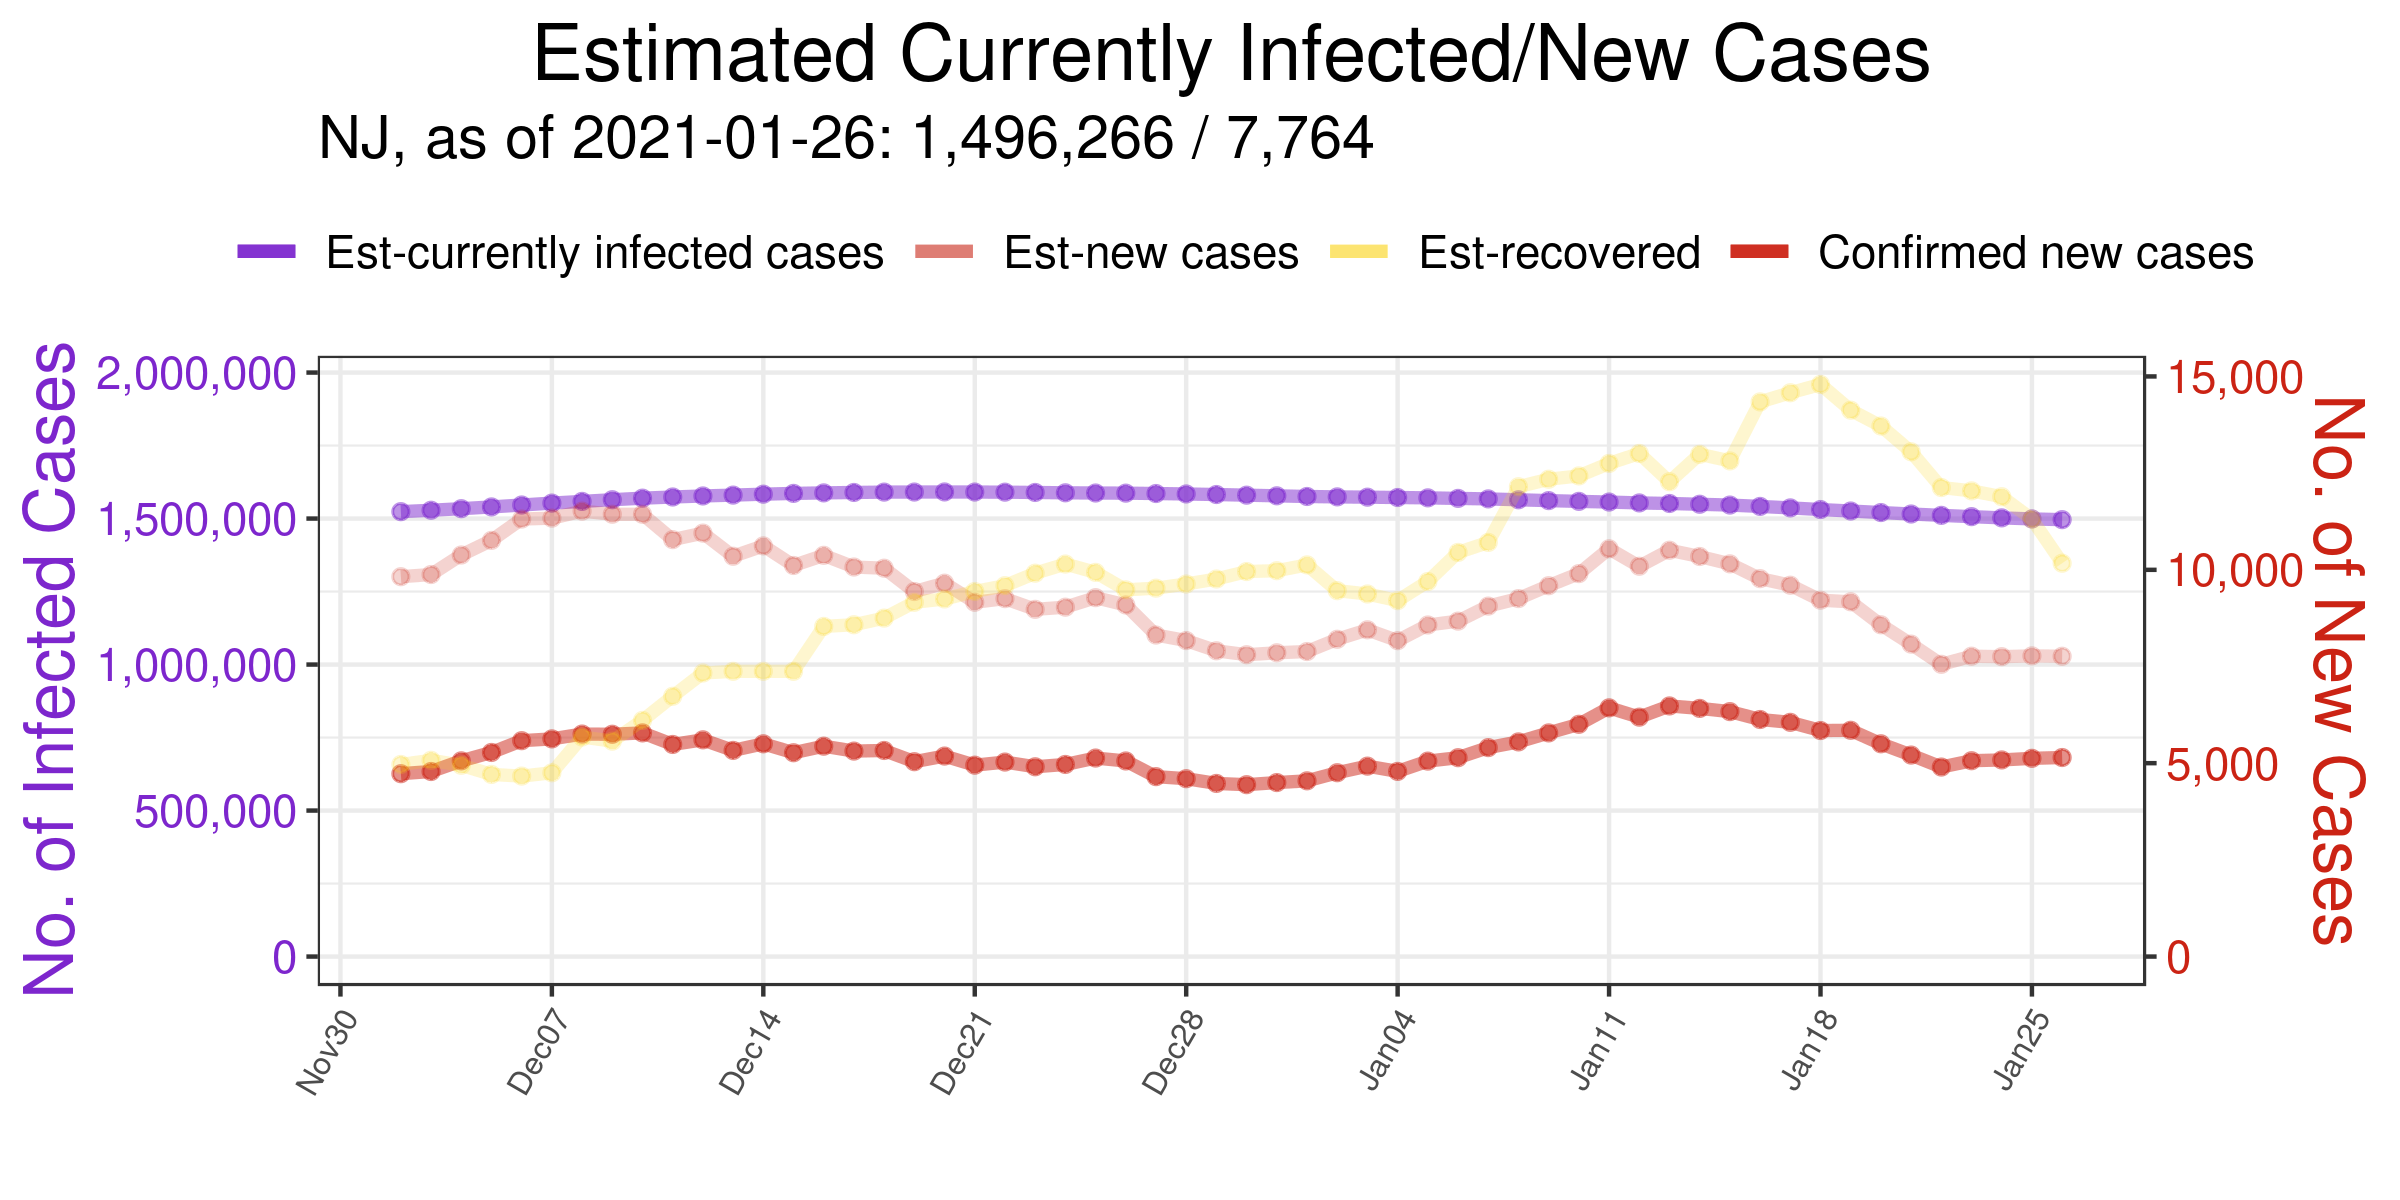 Estimated Currently Infected/New Cases
NJ, as of 2021-01-26: 1,496,266 / 7,764
Est-currently infected cases Est-new cases Est-recovered Confirmed new cases
No. of Infected Cases
2,000,000
1,500,000
1,000,000
500,000
0
15,000
10,000
5,000
0
No. of New Cases
Nov30 Dec07 Dec14 Dec21 Dec28 Jan04 Jan11 Jan18 Jan25